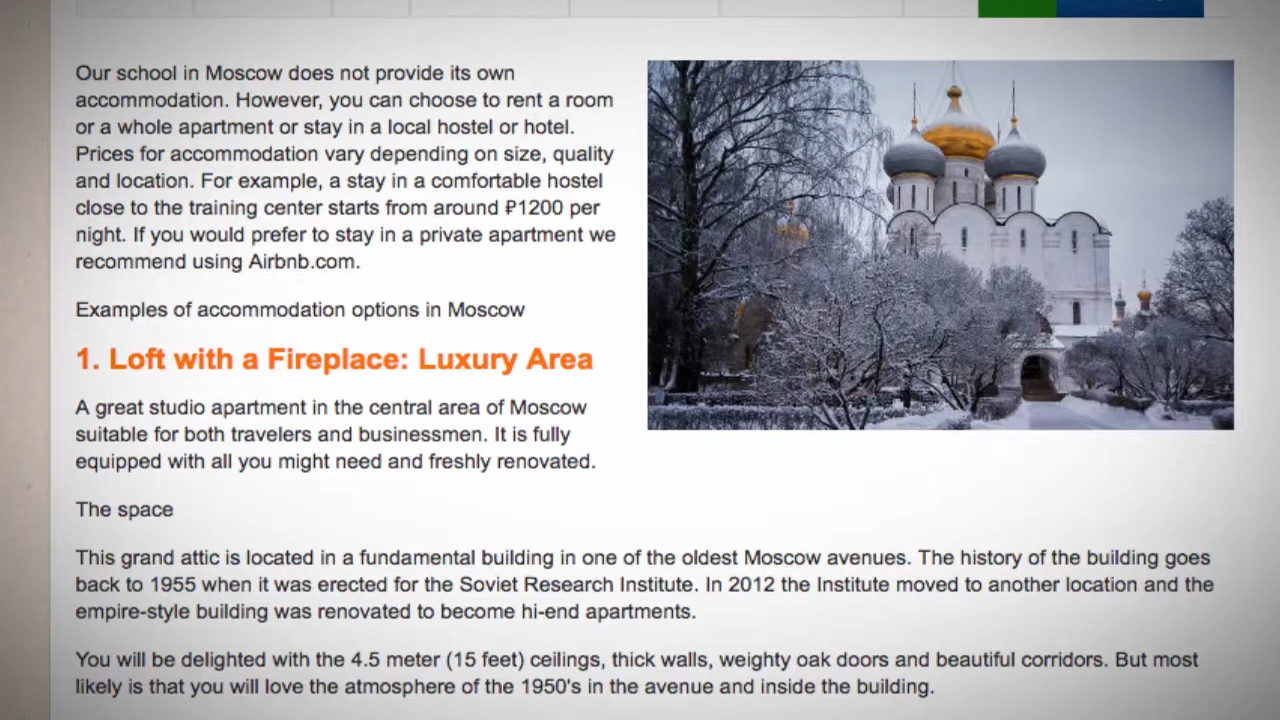 Our school in Moscow does not provide its own
accommodation. However, you can choose to rent a room
or a whole apartment or stay in a local hostel or hotel.
Prices for accommodation vary depending on size, quality
and location. For example, a stay in a comfortable hostel
close to the training center starts from around ₽1200 per
night. If you would prefer to stay in a private apartment we
recommend using Airbnb.com.
Examples of accommodation options in Moscow
1. Loft with a Fireplace: Luxury Area
A great studio apartment in the central area of Moscow
suitable for both travelers and businessmen. It is fully
equipped with all you might need and freshly renovated.
The space
This grand attic is located in a fundamental building in one of the oldest Moscow avenues. The history of the building goes
back to 1955 when it was erected for the Soviet Research Institute. In 2012 the Institute moved to another location and the
empire-style building was renovated to become hi-end apartments.
You will be delighted with the 4.5 meter (15 feet) ceilings, thick walls, weighty oak doors and beautiful corridors. But most
likely is that you will love the atmosphere of the 1950's in the avenue and inside the building.